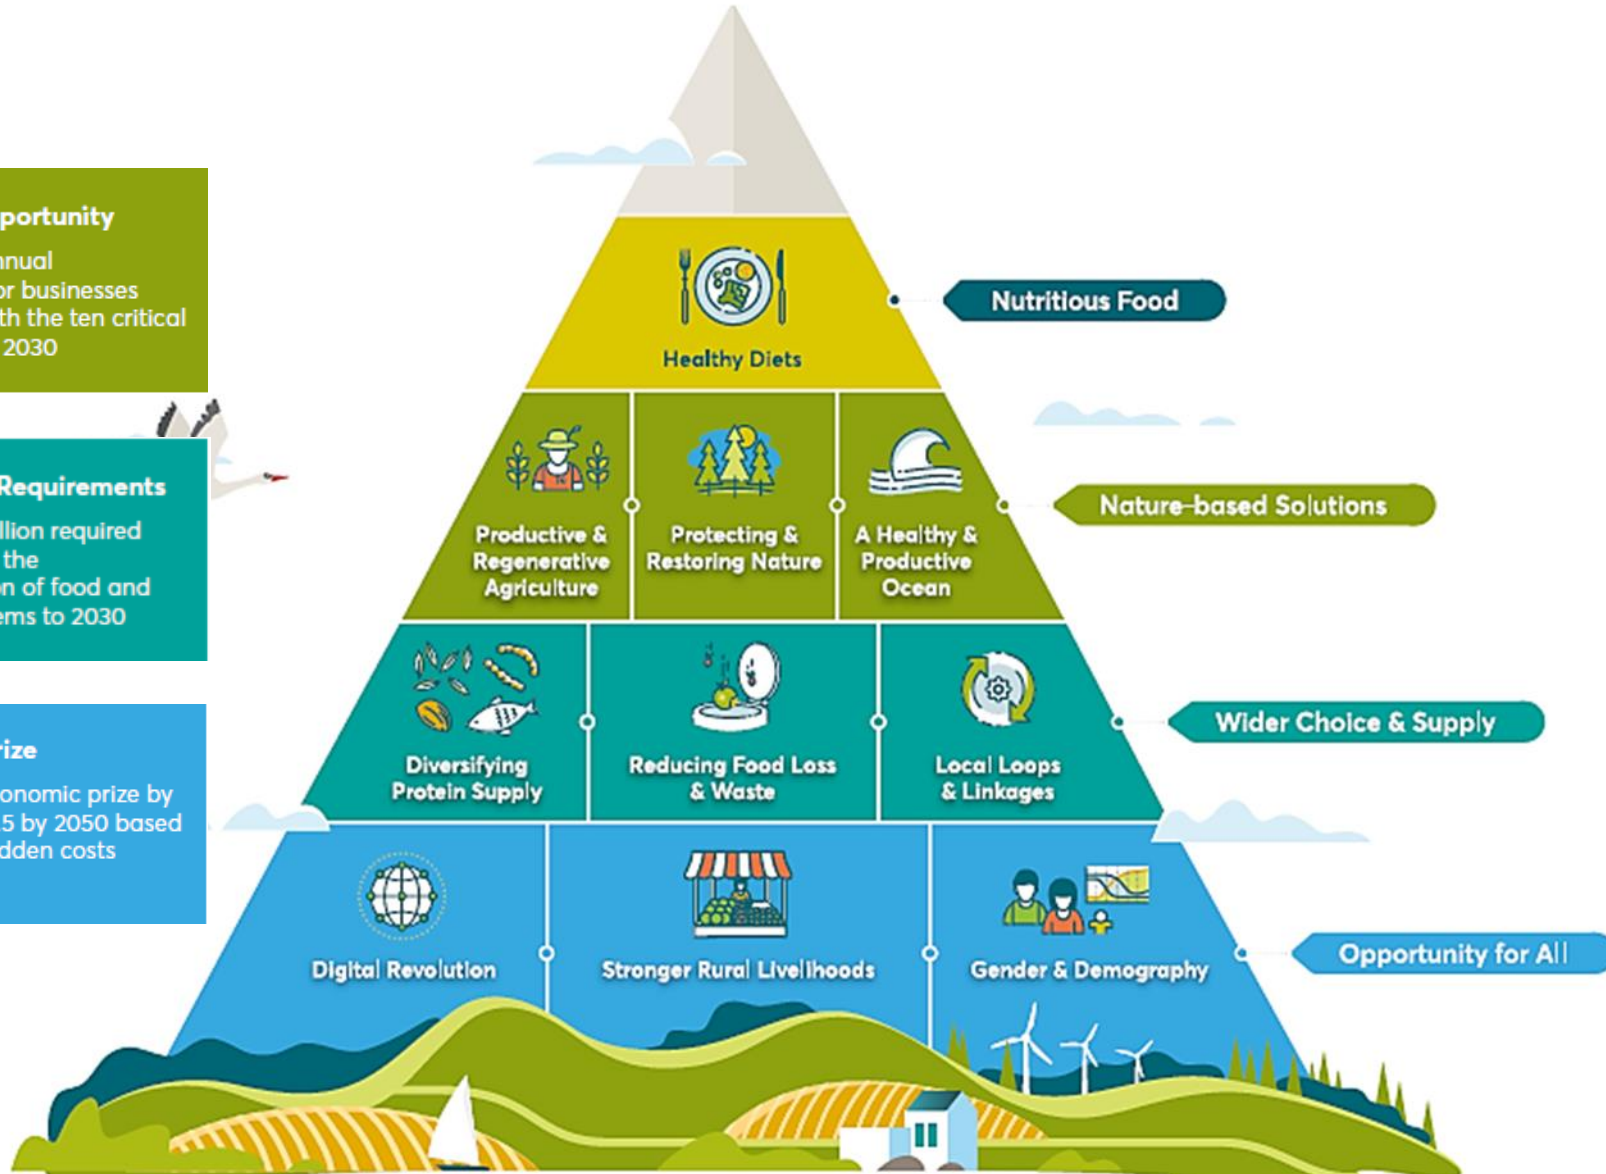 portunity
nnual
or businesses
th the ten critical
2030
Requirements
llion required
the
n of food and
ems to 2030
rize
onomic prize by
5 by 2050 based
dden costs
Healthy Diets
Nutritious Food
Productive &
Regenerative
Agriculture
Protecting &
Restoring Nature
A Healthy &
Productive
Ocean
Nature-based Solutions
Diversifying
Protein Supply
Reducing Food Loss
& Waste
Local Loops
& Linkages
Wider Choice & Supply
Digital Revolution
Stronger Rural Livelihoods
Gender & Demography
Opportunity for All